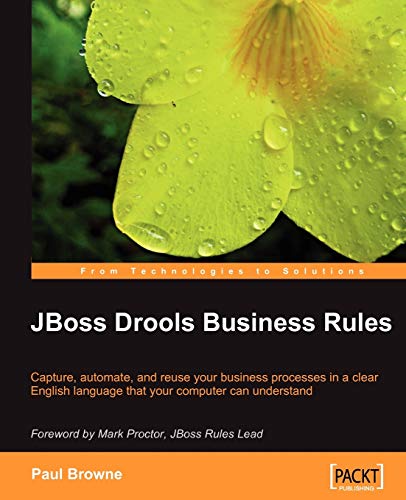 From Technologies to Solutions
JBoss Drools Business Rules
Capture, automate, and reuse your business processes in a clear
English language that your computer can understand
Foreword by Mark Proctor, JBoss Rules Lead
Paul Browne
PACKT
PUBLISHING